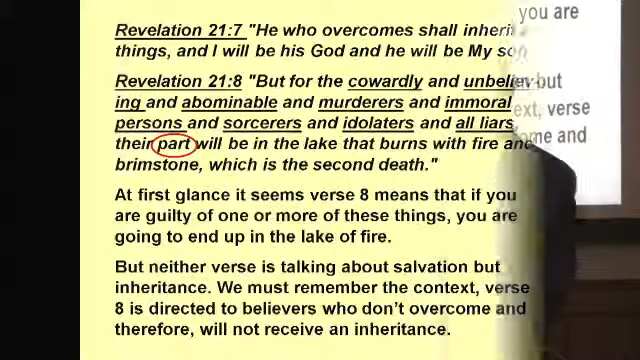 Revelation 21:7 "He who overcomes shall inherit
things, and I will be his God and he will be My son
Revelation 21:8 "But for the cowardly and unbeliev-
ing and abominable and murderers and immoral
persons and sorcerers and idolaters and all liars,
their part will be in the lake that burns with fire and
brimstone, which is the second death."
At first glance it seems verse 8 means that if you
are guilty of one or more of these things, you are
going to end up in the lake of fire.
But neither verse is talking about salvation but
inheritance. We must remember the context, verse
8 is directed to believers who don't overcome and
therefore, will not receive an inheritance.
you are
but
ext, verse
ome and